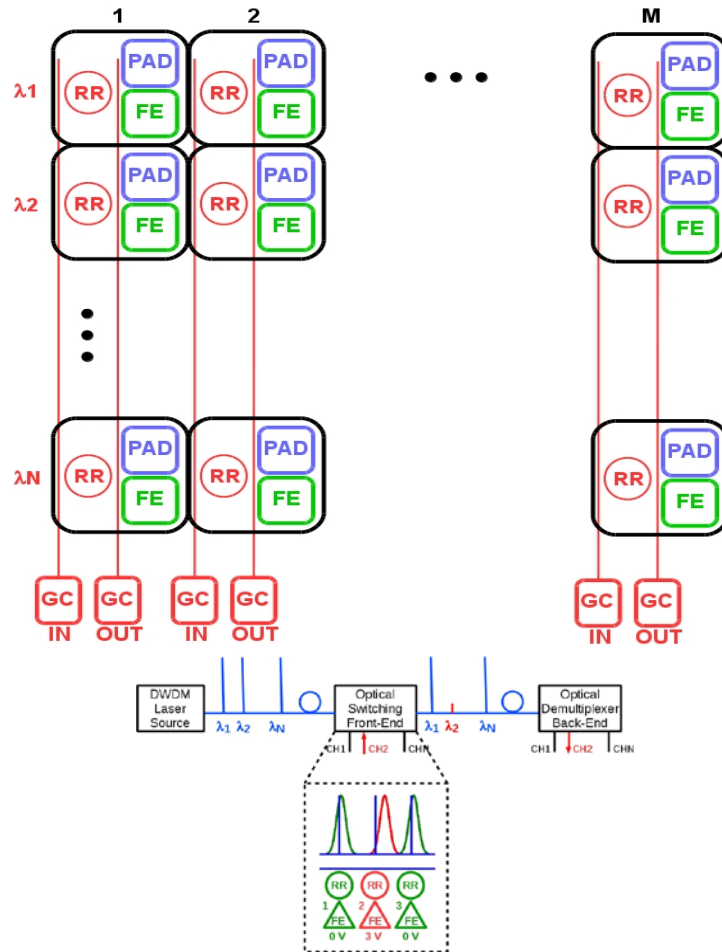 1 2 M
PAD PAD PAD
λ1 RR RR RR
FE FE FE
PAD PAD PAD
λ2 RR RR RR
FE FE FE
PAD PAD PAD
λN RR RR RR
FE FE FE
GC GC GC GC GC GC
IN OUT IN OUT IN OUT
DWDM Laser Source
λ1 λ2 λN
Optical Switching Front-End
CH1 CH2 CHN
λ1 λ2 λN
Optical Demultiplexer Back-End
CH1 CH2 CHN
RR RR RR
1 2 3
FE FE FE
0 V 3 V 0 V